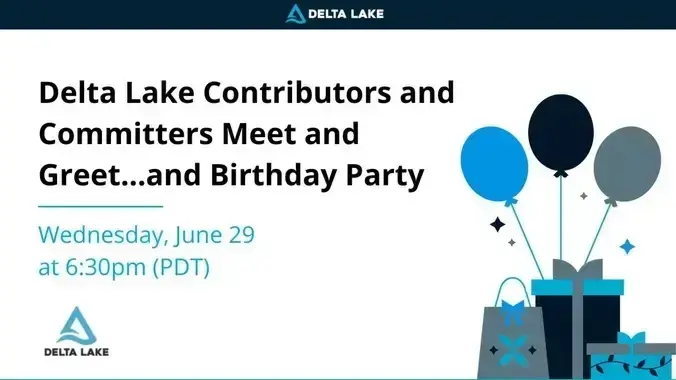 DELTA LAKE
Delta Lake Contributors and
Committers Meet and
Greet...and Birthday Party
Wednesday, June 29
at 6:30pm (PDT)
DELTA LAKE